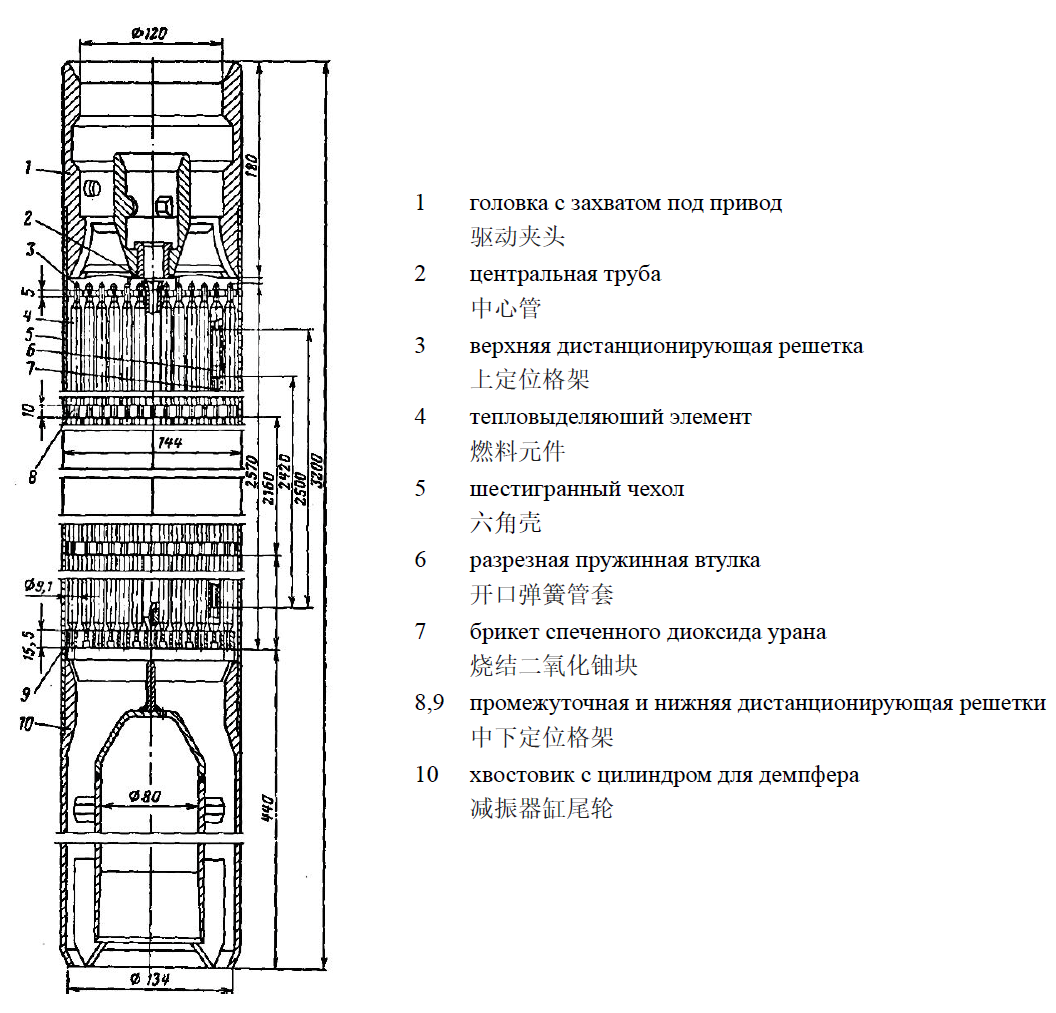 Ф120
180
1
2
3
5
4
5
6
7
10
8
144
2570
2160
2420
2500
3200
Ф9,1
15,5
9
10
Ф80
440
Ф134
1 головка с захватом под привод
驱动夹头
2 центральная труба
中心管
3 верхняя дистанционирующая решетка
上定位格架
4 тепловыделяюший элемент
燃料元件
5 шестигранный чехол
六角壳
6 разрезная пружинная втулка
开口弹簧管套
7 брикет спеченного диоксида урана
烧结二氧化铀块
8,9 промежуточная и нижняя дистанционирующая решетки
中下定位格架
10 хвостовик с цилиндром для демпфера
减振器缸尾轮